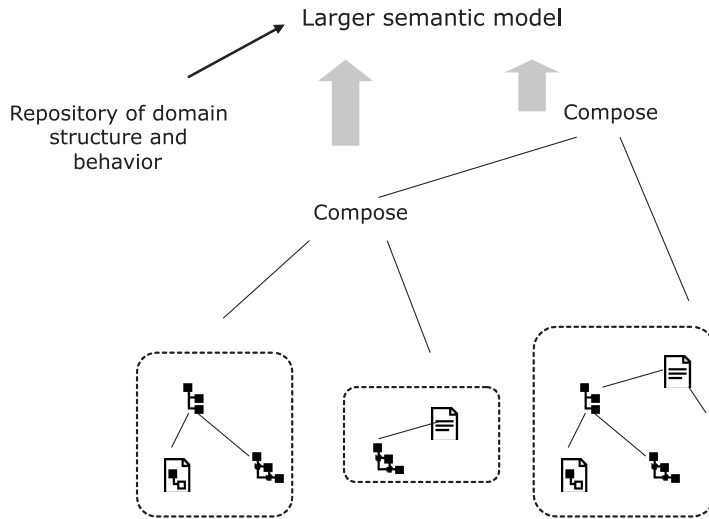 Larger semantic model
Repository of domain
structure and
behavior
Compose
Compose